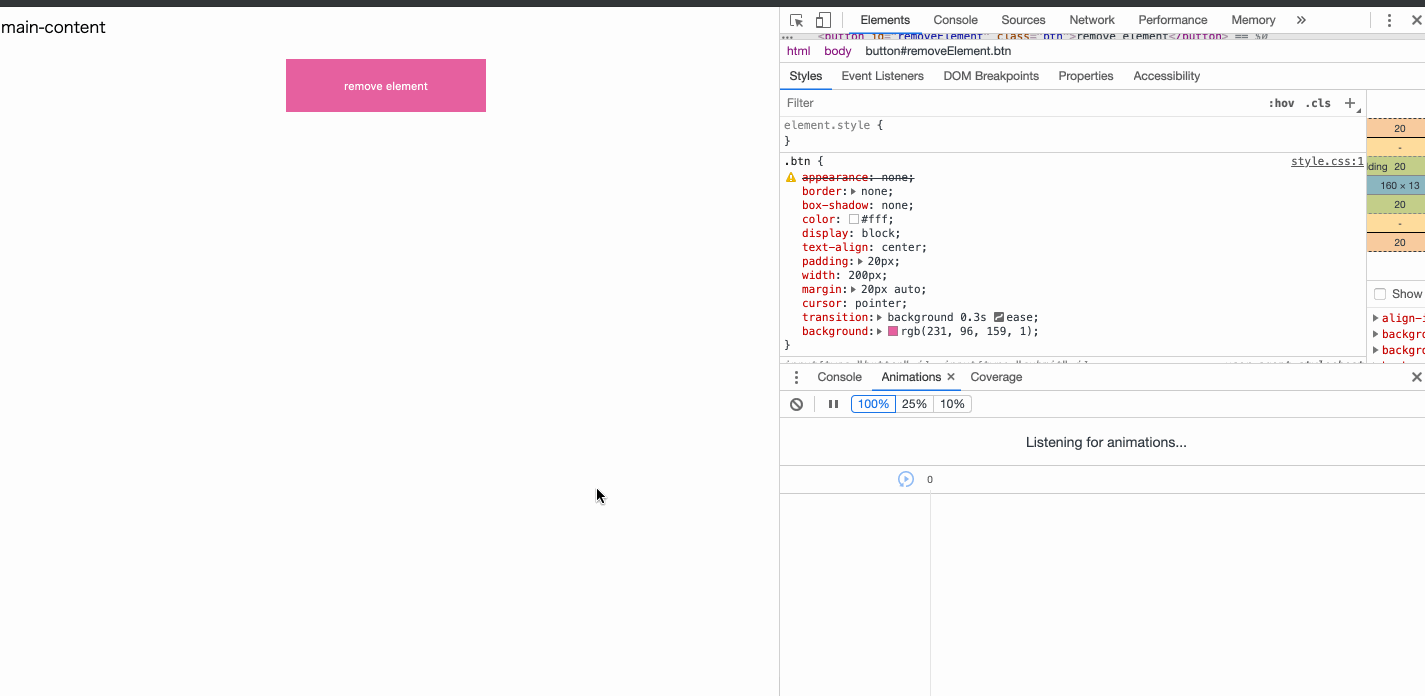 main-content
remove element
Elements Console Sources Network Performance Memory »
... <button id="removeElement" class="btn">remove element</button> == $0
html body button#removeElement.btn
Styles Event Listeners DOM Breakpoints Properties Accessibility
Filter :hov .cls +
element.style {
}
.btn { style.css:1
appearance: none;
border: none;
box-shadow: none;
color: #fff;
display: block;
text-align: center;
padding: 20px;
width: 200px;
margin: 20px auto;
cursor: pointer;
transition: background 0.3s ease;
background: rgb(231, 96, 159, 1);
}
20
-
ding 20
160 × 13
20
-
20
Show
align-i
backgro
backgro
Console Animations × Coverage
100% 25% 10%
Listening for animations...
0